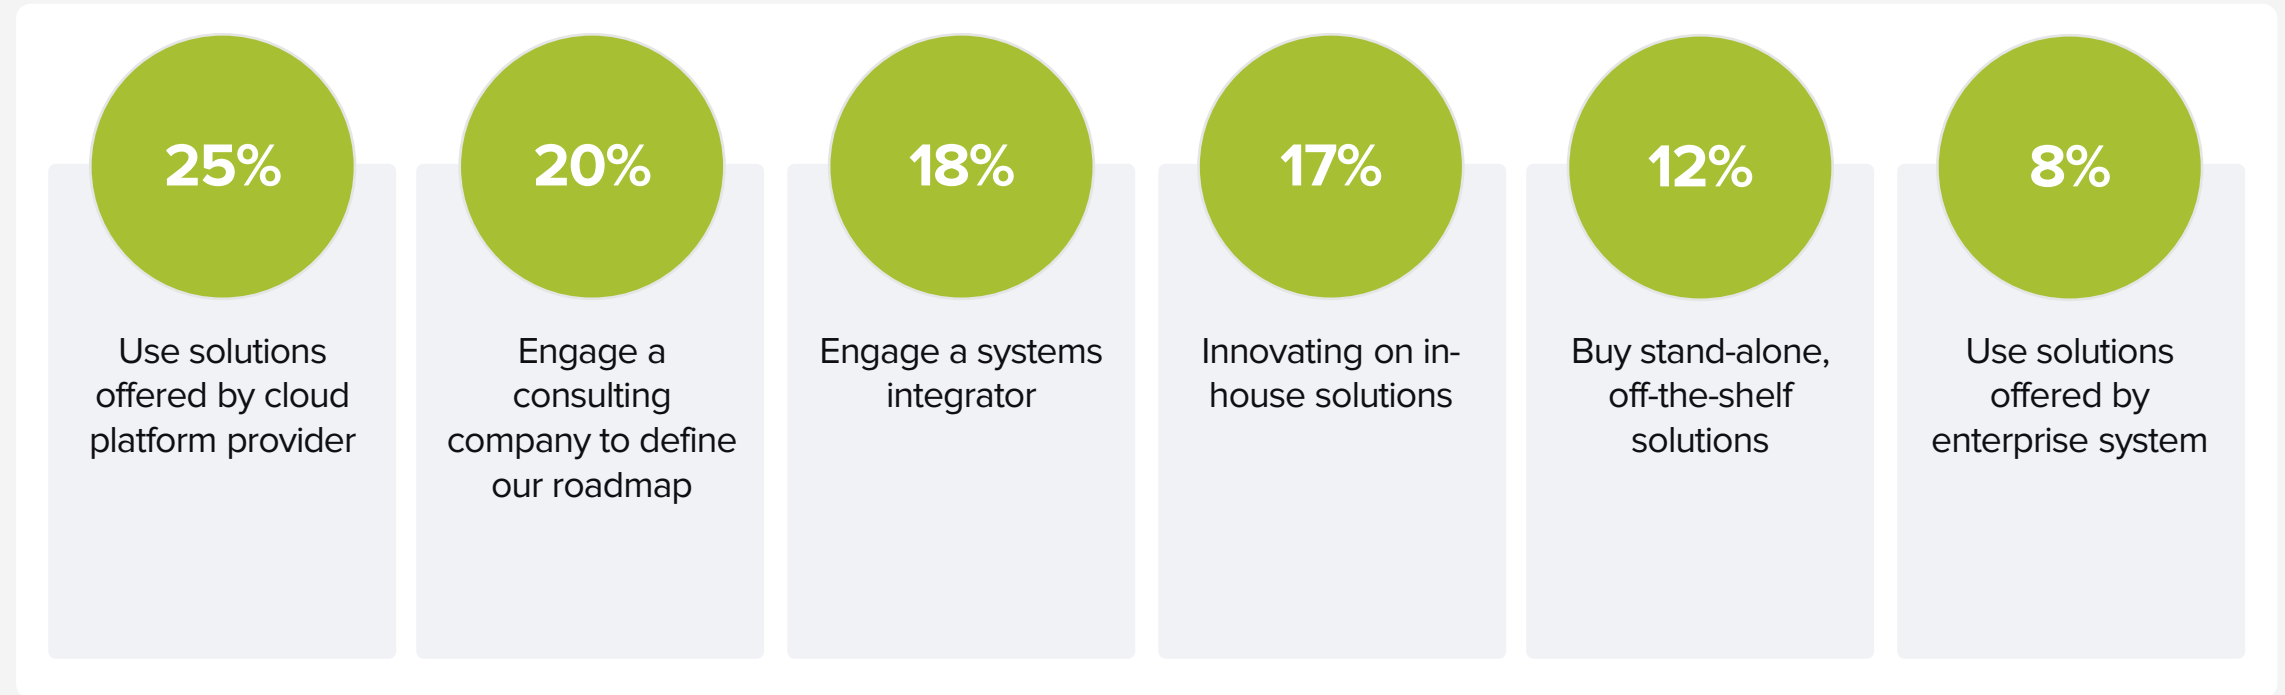 25%
Use solutions
offered by cloud
platform provider
20%
Engage a
consulting
company to define
our roadmap
18%
Engage a systems
integrator
17%
Innovating on in-
house solutions
12%
Buy stand-alone,
off-the-shelf
solutions
8%
Use solutions
offered by
enterprise system